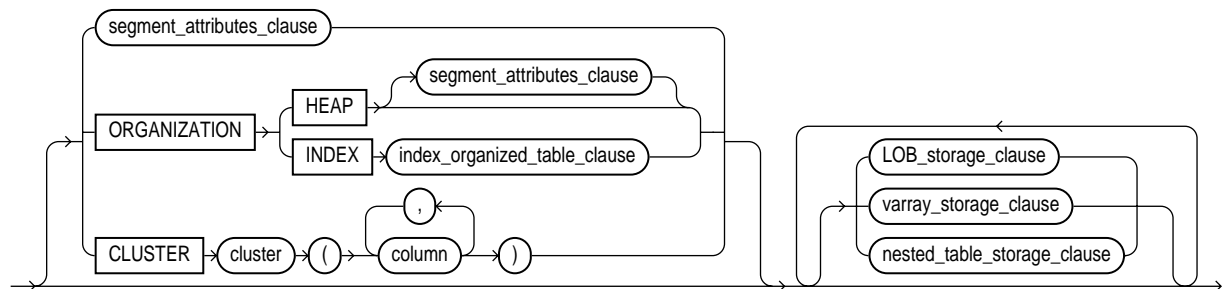 segment_attributes_clause
segment_attributes_clause
HEAP
ORGANIZATION
INDEX index_organized_table_clause
LOB_storage_clause
,
varray_storage_clause
CLUSTER cluster ( column )
nested_table_storage_clause